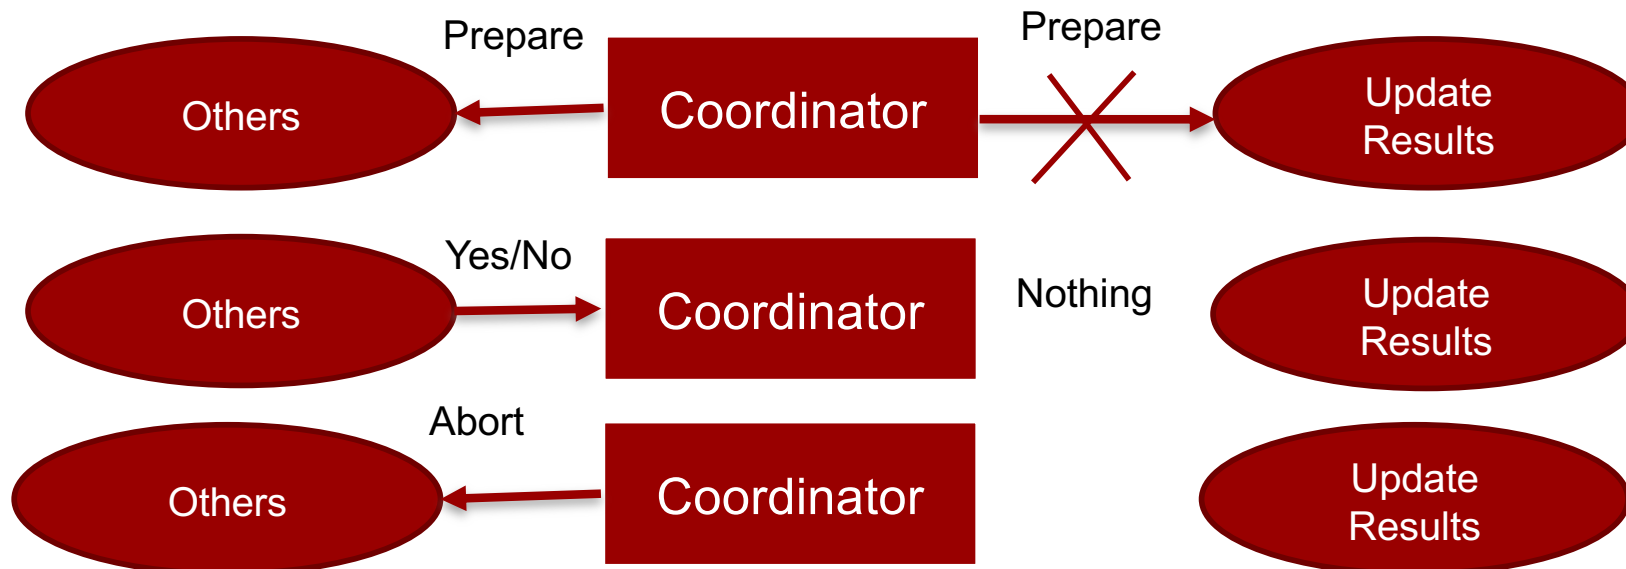 Prepare
Prepare
Others
Coordinator
Update
Results
Yes/No
Others
Coordinator
Nothing
Update
Results
Abort
Others
Coordinator
Update
Results